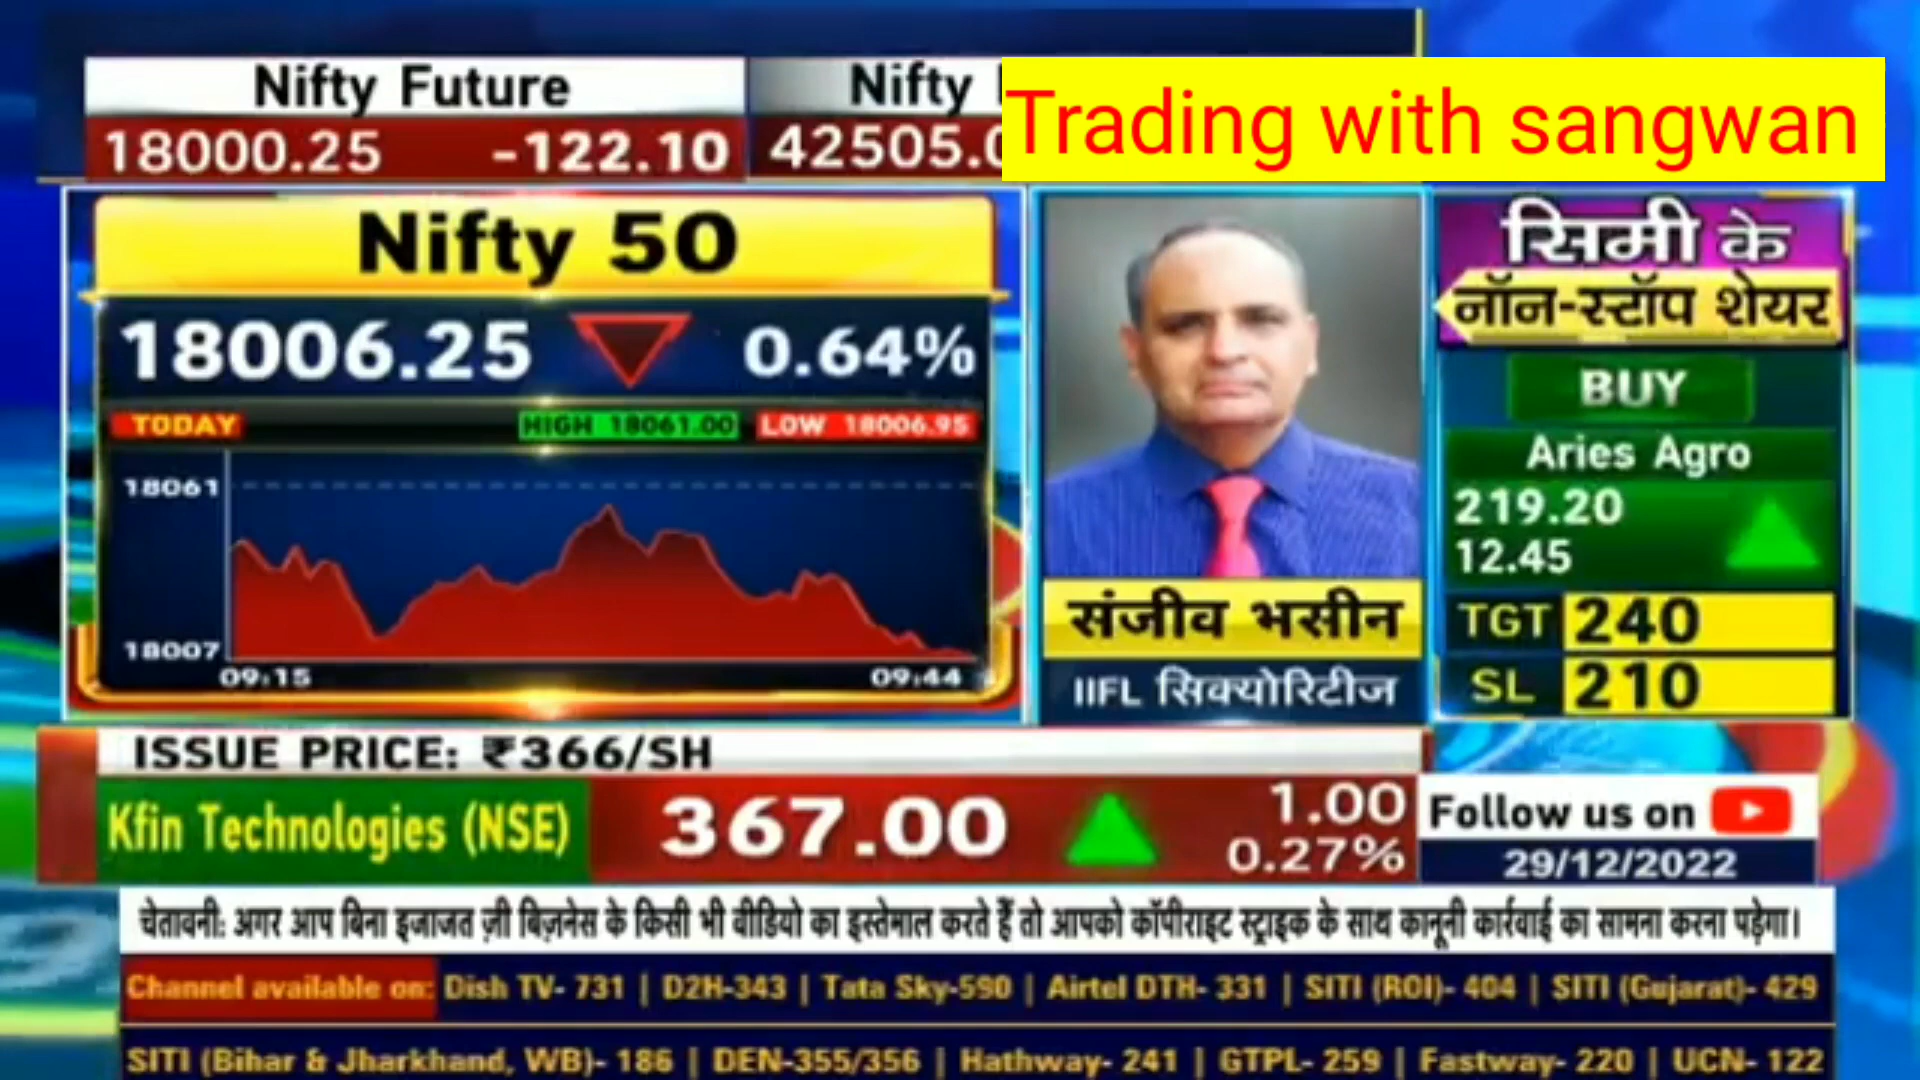 Nifty Future
18000.25 -122.10
Nifty
42505.0
Trading with sangwan
Nifty 50
18006.25 0.64%
TODAY HIGH 18061.00 LOW 18006.95
18061
18007
09:15 09:44
संजीव भसीन
IIFL सिक्योरिटीज
सिमी के
नॉन-स्टॉप शेयर
BUY
Aries Agro
219.20
12.45
TGT 240
SL 210
ISSUE PRICE: ₹366/SH
Kfin Technologies (NSE) 367.00 1.00
0.27%
Follow us on
29/12/2022
चेतावनी: अगर आप बिना इजाजत ज़ी बिज़नेस के किसी भी वीडियो का इस्तेमाल करते हैं तो आपको कॉपीराइट स्ट्राइक के साथ कानूनी कार्रवाई का सामना करना पड़ेगा।
Channel available on: Dish TV- 731 | D2H-343 | Tata Sky-590 | Airtel DTH- 331 | SITI (ROI)- 404 | SITI (Gujarat)- 429
SITI (Bihar & Jharkhand, WB)- 186 | DEN-355/356 | Hathway- 241 | GTPL- 259 | Fastway- 220 | UCN- 122